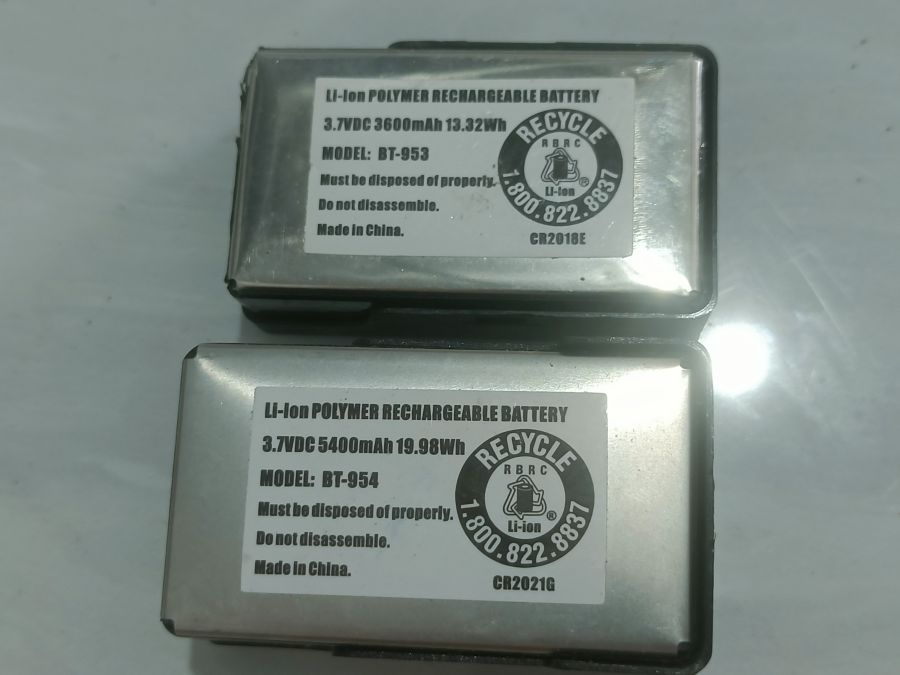 Li-Ion POLYMER RECHARGEABLE BATTERY
3.7VDC 3600mAh 13.32Wh
MODEL: BT-953
Must be disposed of properly.
Do not disassemble.
Made in China.
RECYCLE
RBRC
®
Li-Ion
1.800.822.8837
CR2018E
Li-Ion POLYMER RECHARGEABLE BATTERY
3.7VDC 5400mAh 19.98Wh
MODEL: BT-954
Must be disposed of properly.
Do not disassemble.
Made in China.
RECYCLE
RBRC
®
Li-ion
1.800.822.8837
CR2021G